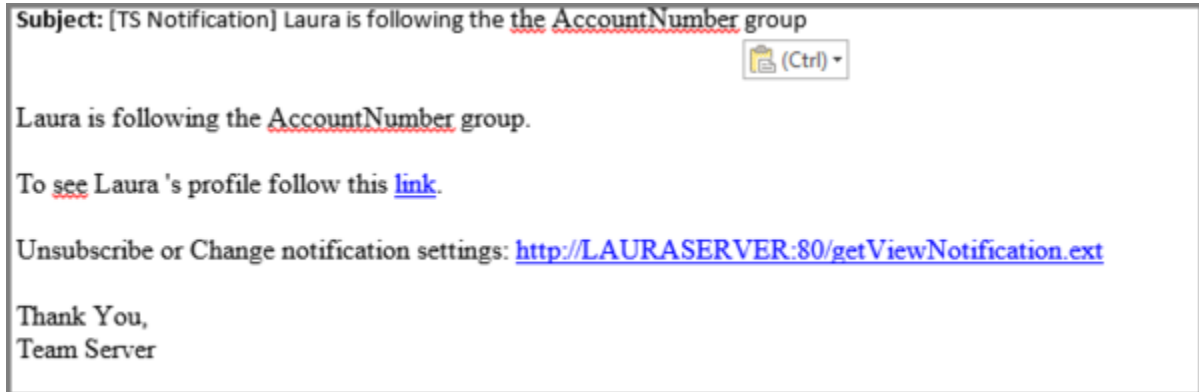 Subject: [TS Notification] Laura is following the the AccountNumber group
(Ctrl)
Laura is following the AccountNumber group.
To see Laura 's profile follow this link.
Unsubscribe or Change notification settings: http://LAURASERVER:80/getViewNotification.ext
Thank You,
Team Server